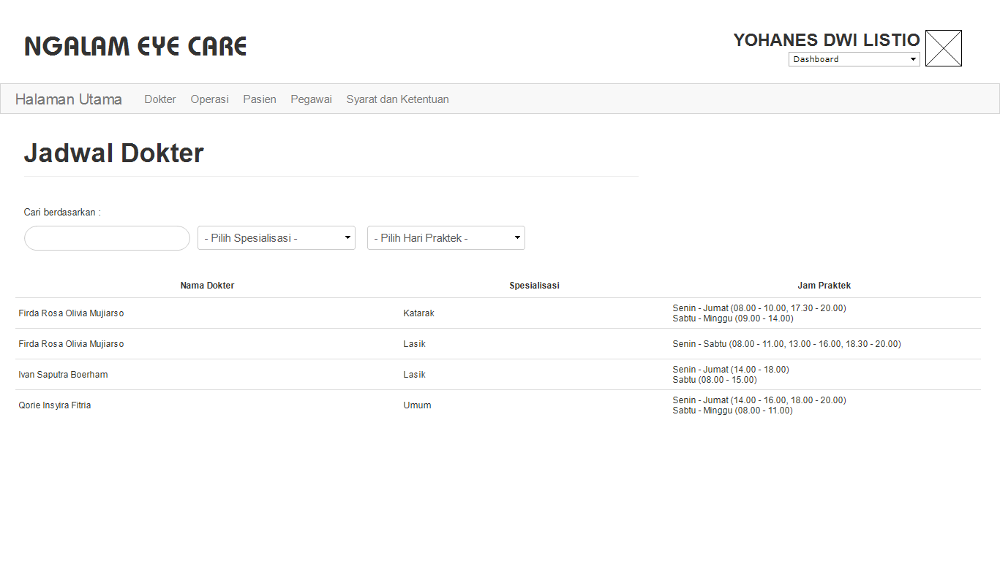 NGALAM EYE CARE
YOHANES DWI LISTIO
Dashboard
Halaman Utama Dokter Operasi Pasien Pegawai Syarat dan Ketentuan
Jadwal Dokter
Cari berdasarkan :
- Pilih Spesialisasi - - Pilih Hari Praktek -
Nama Dokter Spesialisasi Jam Praktek
Firda Rosa Olivia Mujiarso Katarak Senin - Jumat (08.00 - 10.00, 17.30 - 20.00)
Sabtu - Minggu (09.00 - 14.00)
Firda Rosa Olivia Mujiarso Lasik Senin - Sabtu (08.00 - 11.00, 13.00 - 16.00, 18.30 - 20.00)
Ivan Saputra Boerham Lasik Senin - Jumat (14.00 - 18.00)
Sabtu (08.00 - 15.00)
Qorie Insyira Fitria Umum Senin - Jumat (14.00 - 16.00, 18.00 - 20.00)
Sabtu - Minggu (08.00 - 11.00)